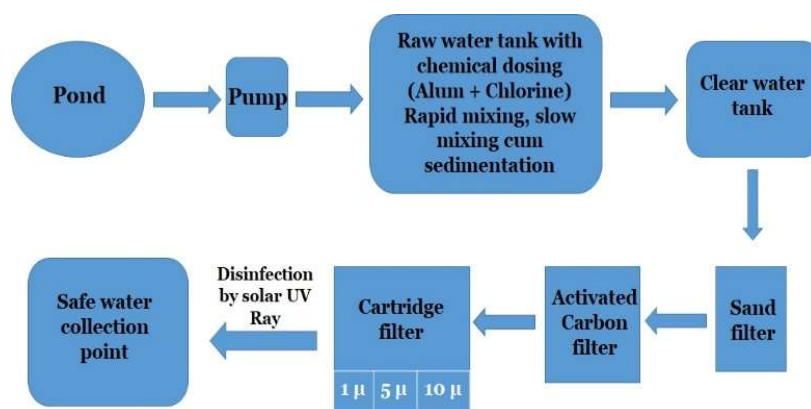 Pond
Pump
Raw water tank with
chemical dosing
(Alum + Chlorine)
Rapid mixing, slow
mixing cum
sedimentation
Clear water
tank
Sand
filter
Activated
Carbon
filter
Cartridge
filter
1 μ 5 μ 10 μ
Disinfection
by solar UV
Ray
Safe water
collection
point